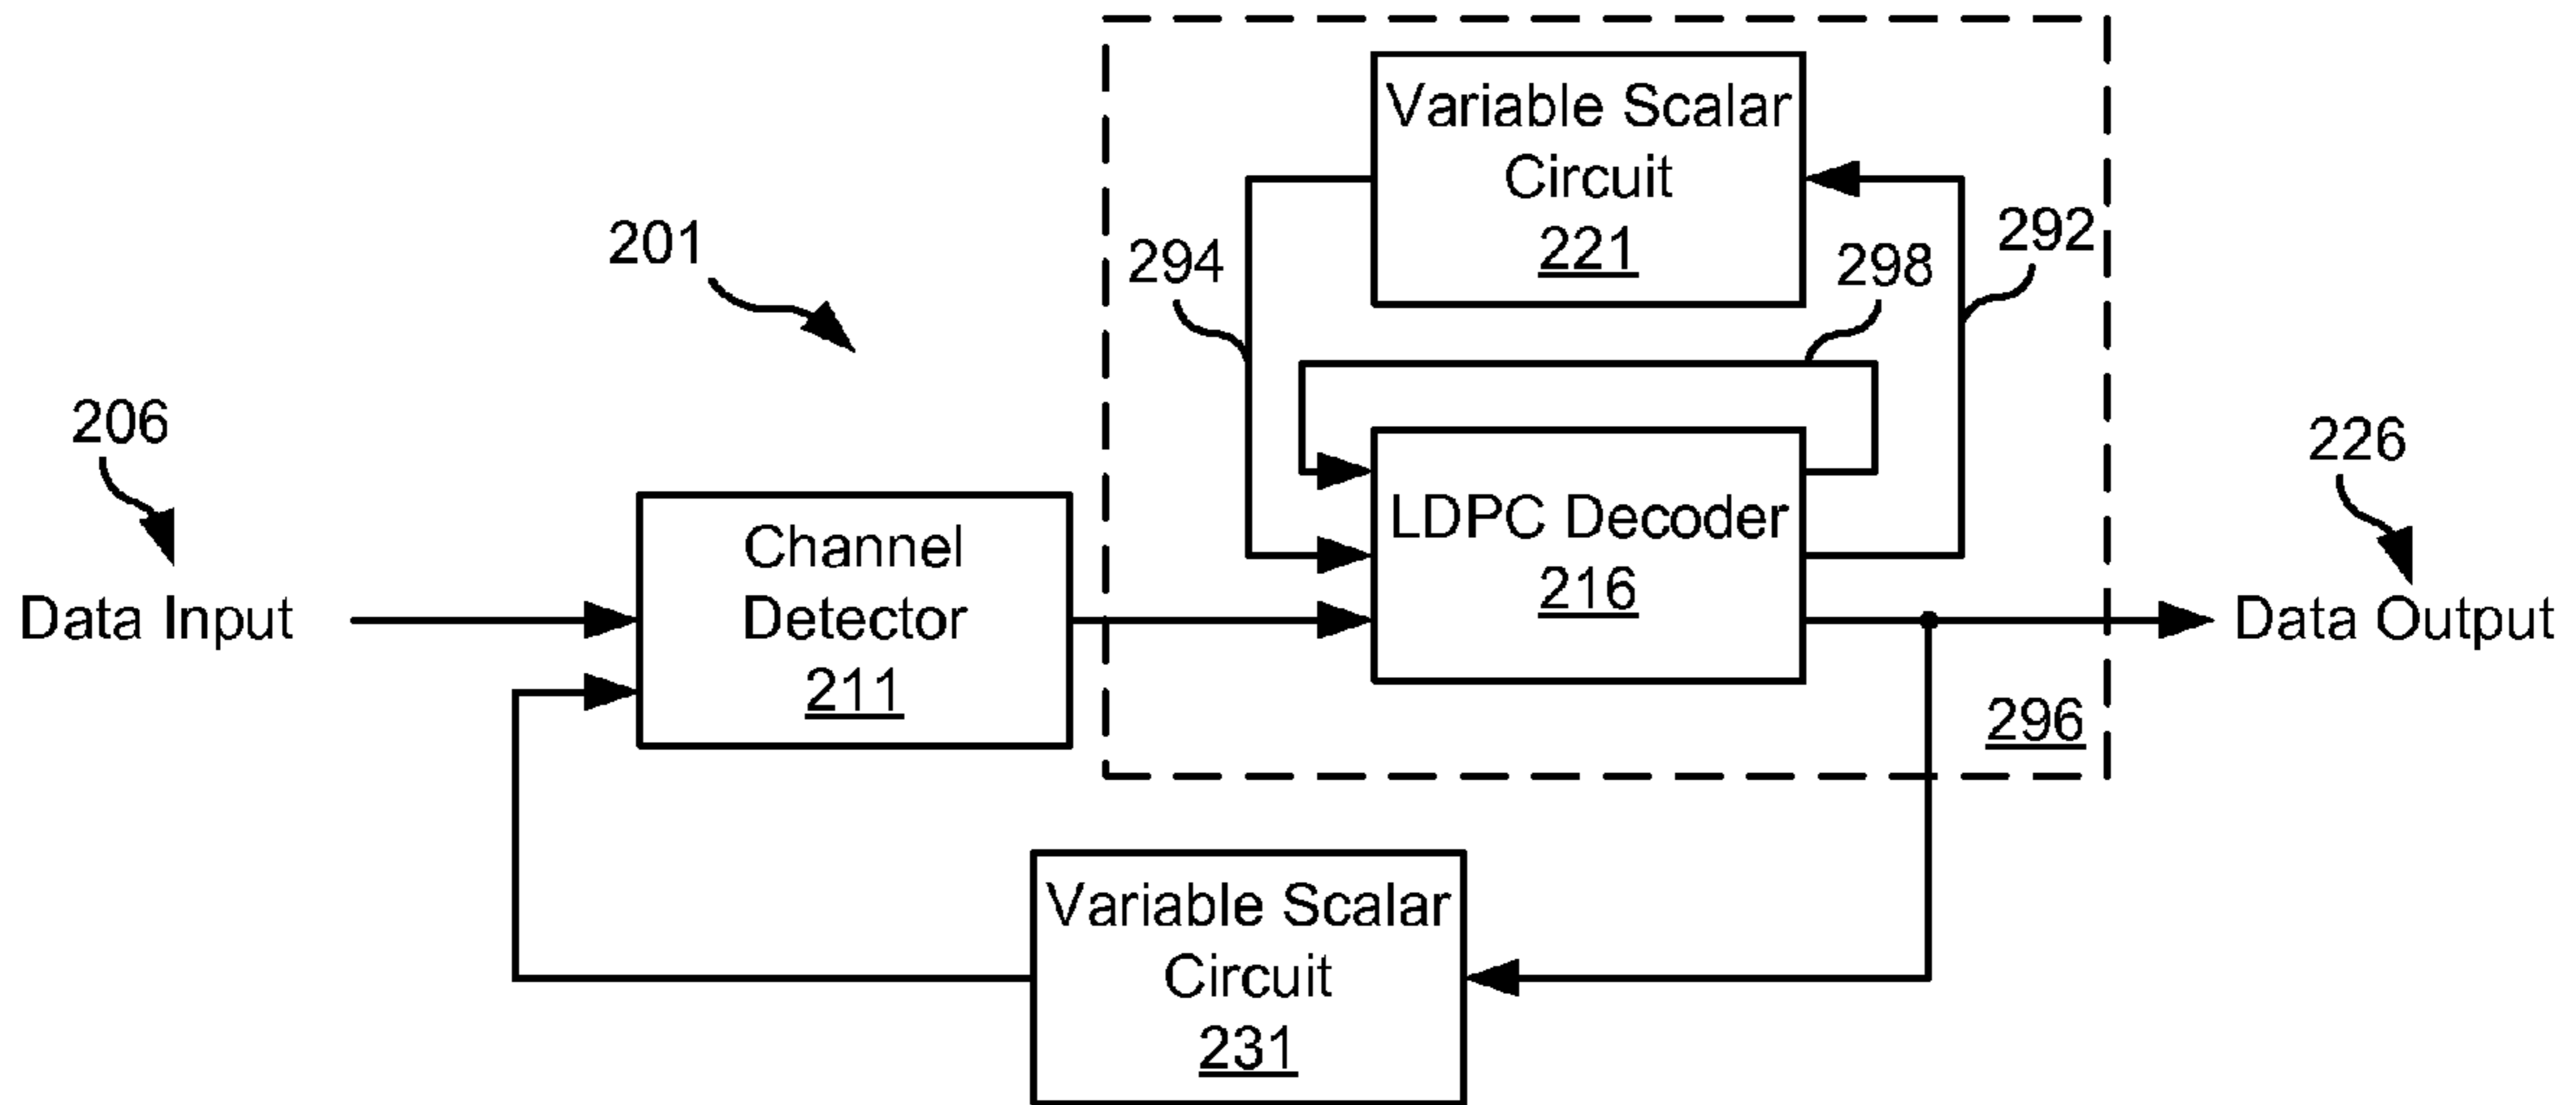 Variable Scalar
Circuit
221
201
294
298
292
206
226
LDPC Decoder
216
Channel
Detector
211
Data Input
Data Output
296
Variable Scalar
Circuit
231